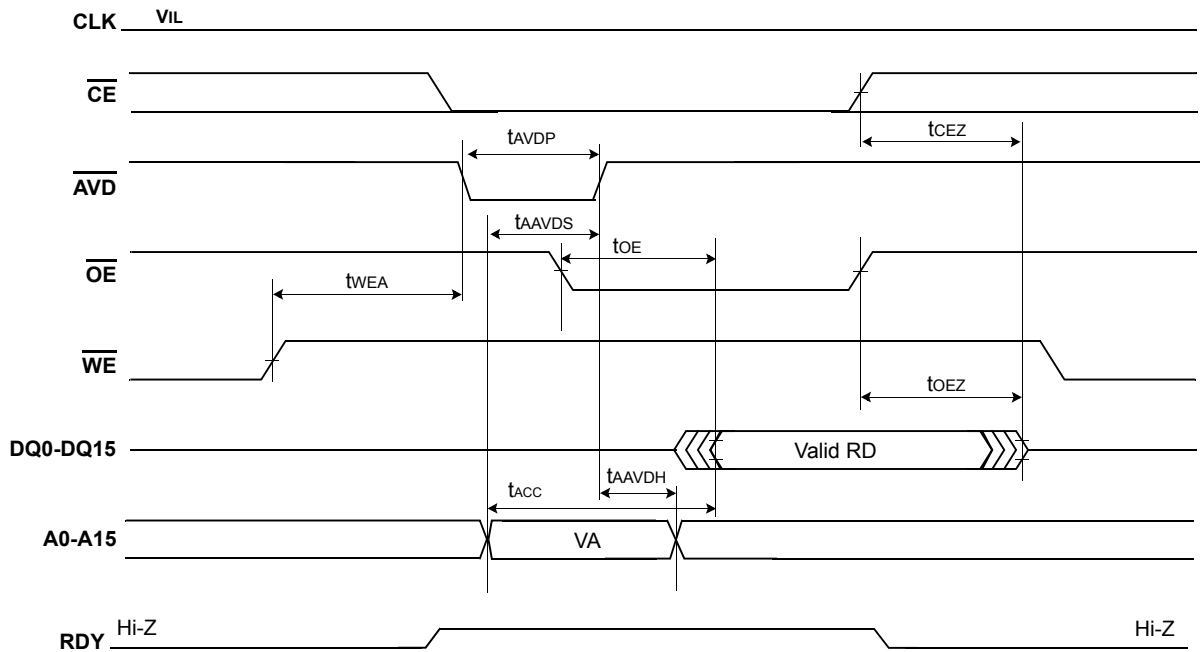 CLK VIL
CE
tCEZ
tAVDP
AVD
tAAVDS
tOE
OE
tWEA
WE
tOEZ
DQ0-DQ15 Valid RD
tAAVDH
tACC
A0-A15 VA
RDY Hi-Z Hi-Z